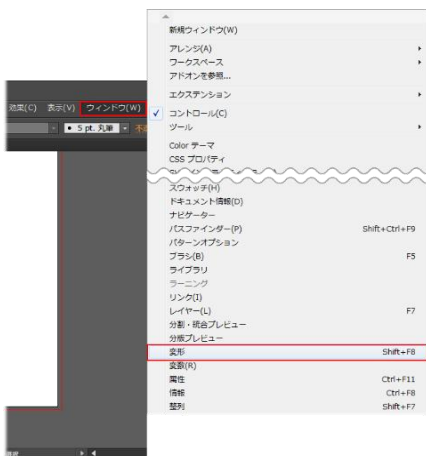 新規ウィンドウ(W)
アレンジ(A)
ワークスペース
アドオンを参照...
エクステンション
効果(C) 表示(V) ウィンドウ(W)
✓ コントロール(C)
5 pt. 丸筆
ツール
Color テーマ
CSS プロパティ
スウォッチ(H)
ドキュメント情報(D)
ナビゲーター
パスファインダー(P) Shift+Ctrl+F9
パターンオプション
ブラシ(B) F5
ライブラリ
ラーニング
リンク(I)
レイヤー(L) F7
分割・統合プレビュー
分版プレビュー
変形 Shift+F8
変数(R)
属性 Ctrl+F11
情報 Ctrl+F8
整列 Shift+F7